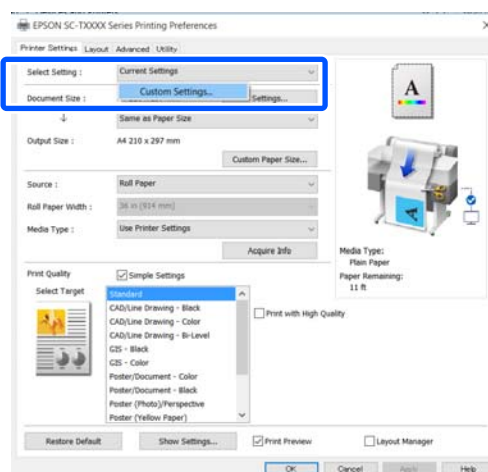 EPSON SC-TXXXX Series Printing Preferences
Printer Settings Layout Advanced Utility
Select Setting : Current Settings
Custom Settings...
Document Size : Settings...
Same as Paper Size
Output Size : A4 210 x 297 mm
Custom Paper Size...
Source : Roll Paper
Roll Paper Width : 36 in (914 mm)
Media Type : Use Printer Settings
Acquire Info
Media Type:
Plain Paper
Paper Remaining:
11 ft
Print Quality Simple Settings
Select Target
Standard
CAD/Line Drawing - Black
CAD/Line Drawing - Color
CAD/Line Drawing - Bi-Level
GIS - Black
GIS - Color
Poster/Document - Color
Poster/Document - Black
Poster (Photo)/Perspective
Poster (Yellow Paper)
Print with High Quality
A
Restore Default Show Settings... Print Preview Layout Manager
OK Cancel Apply Help